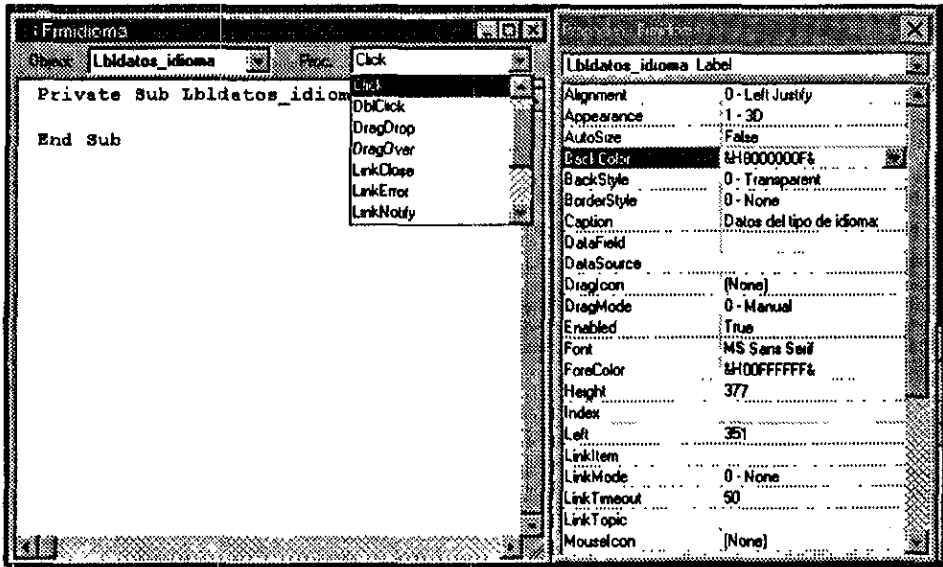 Frmidioma
Object: Lbldatos_idioma Proc: Click
Private Sub Lbldatos_idiom
End Sub
Click
DblClick
DragDrop
DragOver
LinkClose
LinkError
LinkNotify
Lbldatos_idioma Label
Alignment 0 - Left Justify
Appearance 1 - 3D
AutoSize False
BackColor &H8000000F&
BackStyle 0 - Transparent
BorderStyle 0 - None
Caption Datos del tipo de idioma:
DataField
DataSource
DragIcon (None)
DragMode 0 - Manual
Enabled True
Font MS Sans Serif
ForeColor &H00FFFFFF&
Height 377
Index
Left 351
LinkItem
LinkMode 0 - None
LinkTimeout 50
LinkTopic
MouseIcon (None)